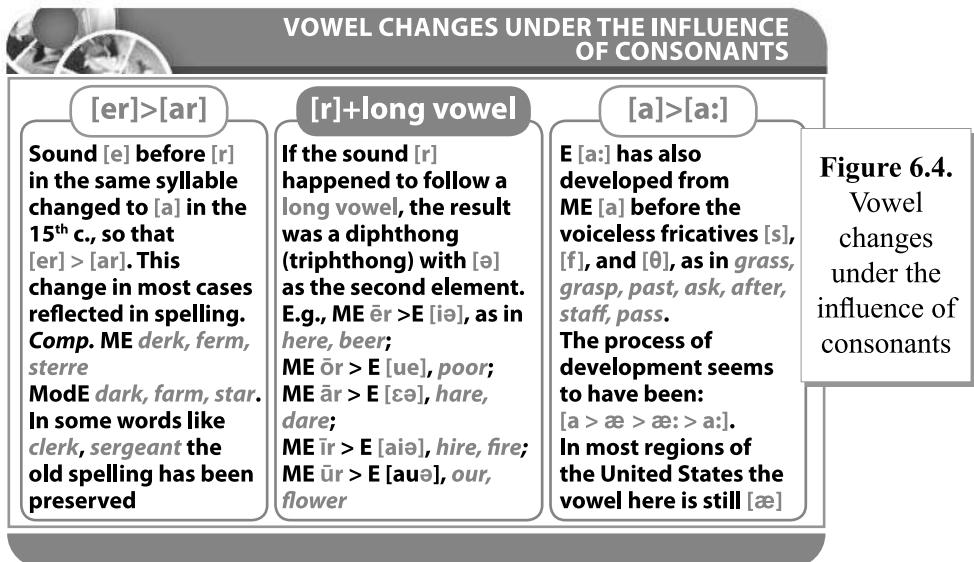 VOWEL CHANGES UNDER THE INFLUENCE
OF CONSONANTS
[er]>[ar]
Sound [e] before [r]
in the same syllable
changed to [a] in the
15th c., so that
[er] > [ar]. This
change in most cases
reflected in spelling.
Comp. ME derk, ferm,
sterre
ModE dark, farm, star.
In some words like
clerk, sergeant the
old spelling has been
preserved
[r]+long vowel
If the sound [r]
happened to follow a
long vowel, the result
was a diphthong
(triphthong) with [ə]
as the second element.
E.g., ME ēr >E [iə], as in
here, beer;
ME ōr > E [ue], poor;
ME ār > E [ɛə], hare,
dare;
ME īr > E [aiə], hire, fire;
ME ūr > E [auə], our,
flower
[a]>[a:]
E [a:] has also
developed from
ME [a] before the
voiceless fricatives [s],
[f], and [θ], as in grass,
grasp, past, ask, after,
staff, pass.
The process of
development seems
to have been:
[a > æ > æ: > a:].
In most regions of
the United States the
vowel here is still [æ]
Figure 6.4.
Vowel
changes
under the
influence of
consonants